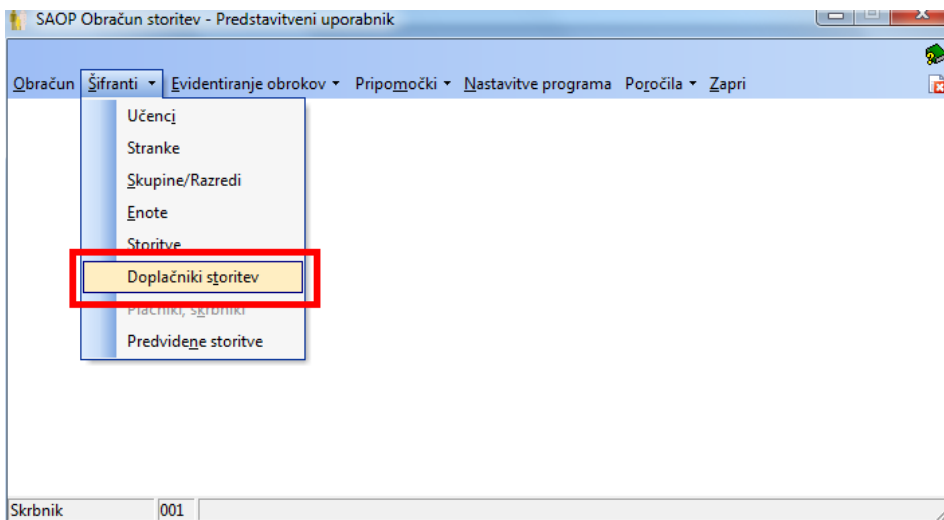 SAOP Obračun storitev - Predstavitveni uporabnik
Obračun Šifranti Evidentiranje obrokov Pripomočki Nastavitve programa Poročila Zapri
Učenci
Stranke
Skupine/Razredi
Enote
Storitve
Doplačniki storitev
Plačniki, skrbniki
Predvidene storitve
Skrbnik 001